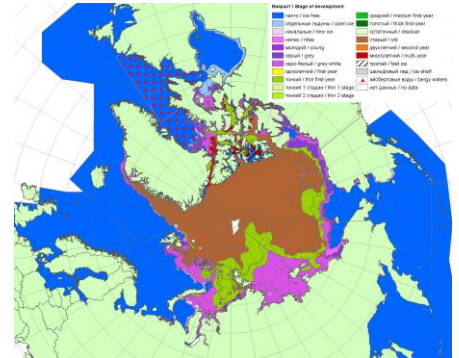 Возраст / Stage of development
чисто / ice free
отдельные льдины / open ice
начальные / new ice
нилас / nilas
молодой / young
серый / grey
серо-белый / grey-white
однолетний / first-year
тонкий / thin first-year
тонкий 1 стадия / thin 1 stage
тонкий 2 стадия / thin 2 stage
средний / medium first-year
толстый / thick first-year
остаточный / residual
старый / old
двухлетний / second-year
многолетний / multi-year
припай / fast ice
шельфовый лед / ice shelf
айсберговые воды / bergy waters
нет данных / no data